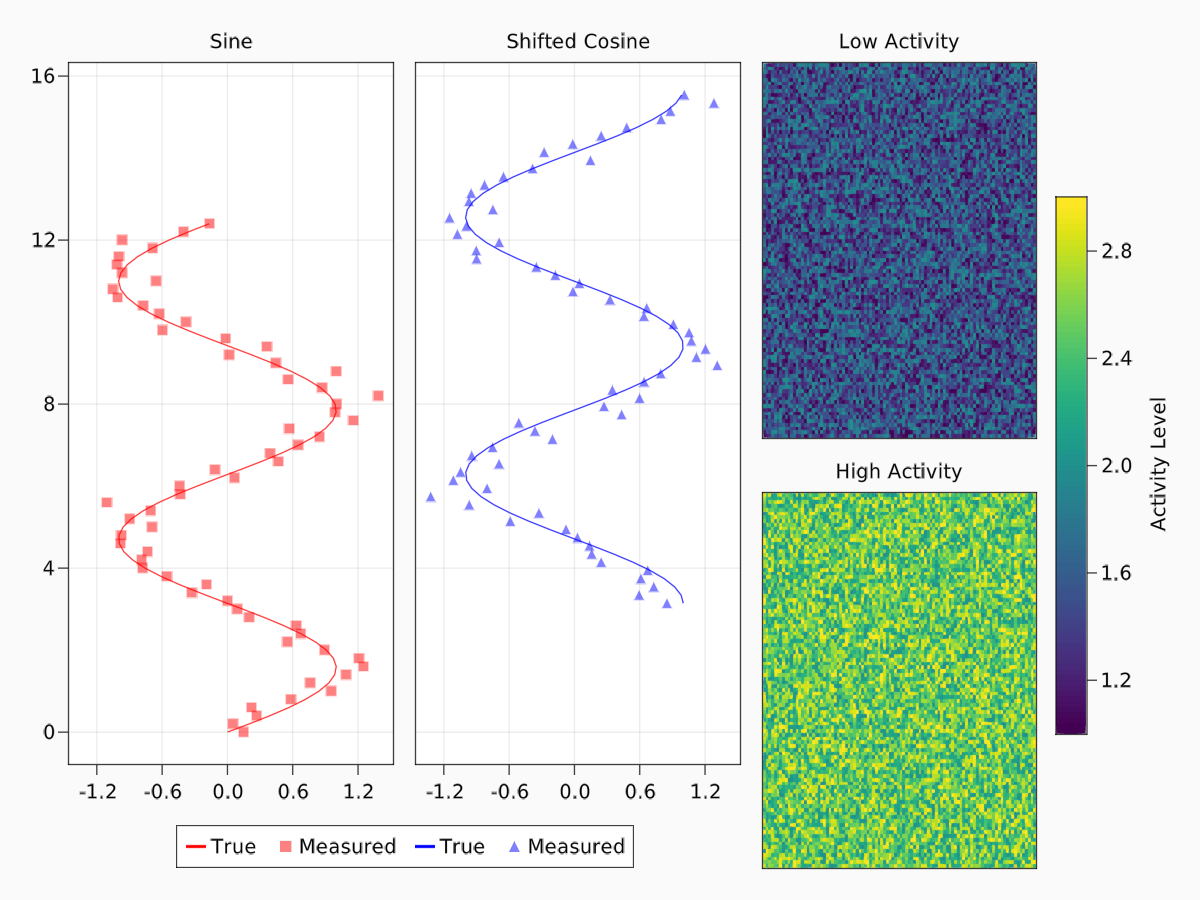 Sine
Shifted Cosine
Low Activity
16
12
8
4
0
-1.2 -0.6 0.0 0.6 1.2
-1.2 -0.6 0.0 0.6 1.2
True Measured True Measured
High Activity
2.8
2.4
2.0
1.6
1.2
Activity Level